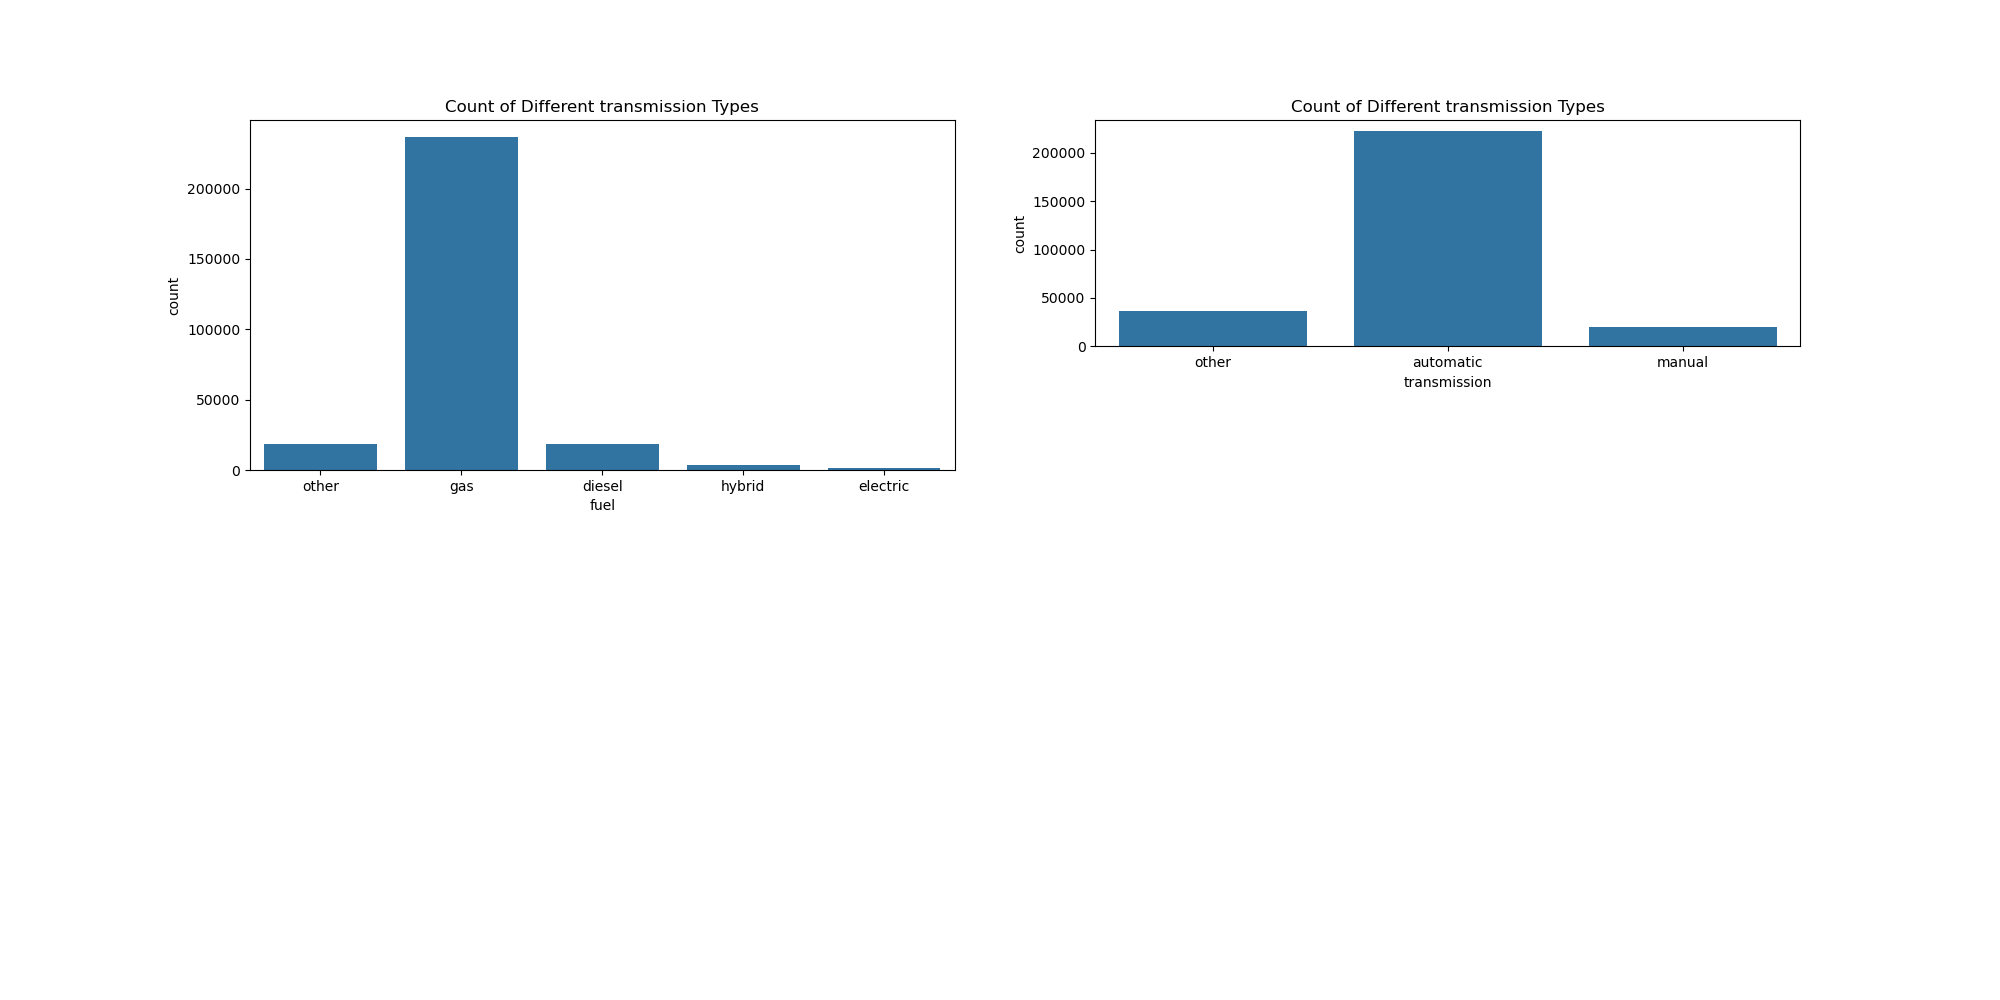 Count of Different transmission Types
count
200000
150000
100000
50000
0
other gas diesel hybrid electric
fuel
Count of Different transmission Types
count
200000
150000
100000
50000
0
other automatic manual
transmission